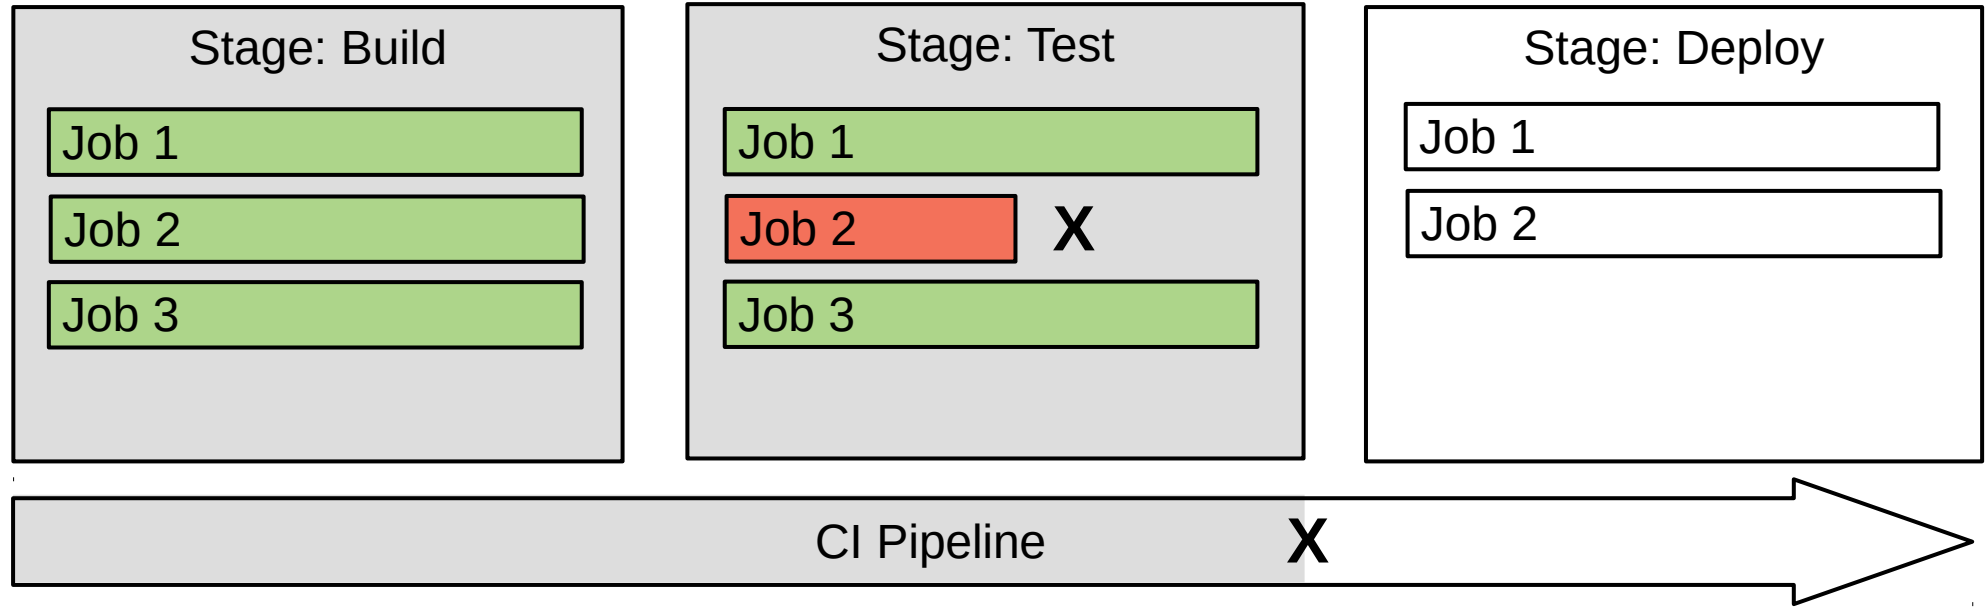 Stage: Build
Job 1
Job 2
Job 3
Stage: Test
Job 1
Job 2 X
Job 3
Stage: Deploy
Job 1
Job 2
CI Pipeline X